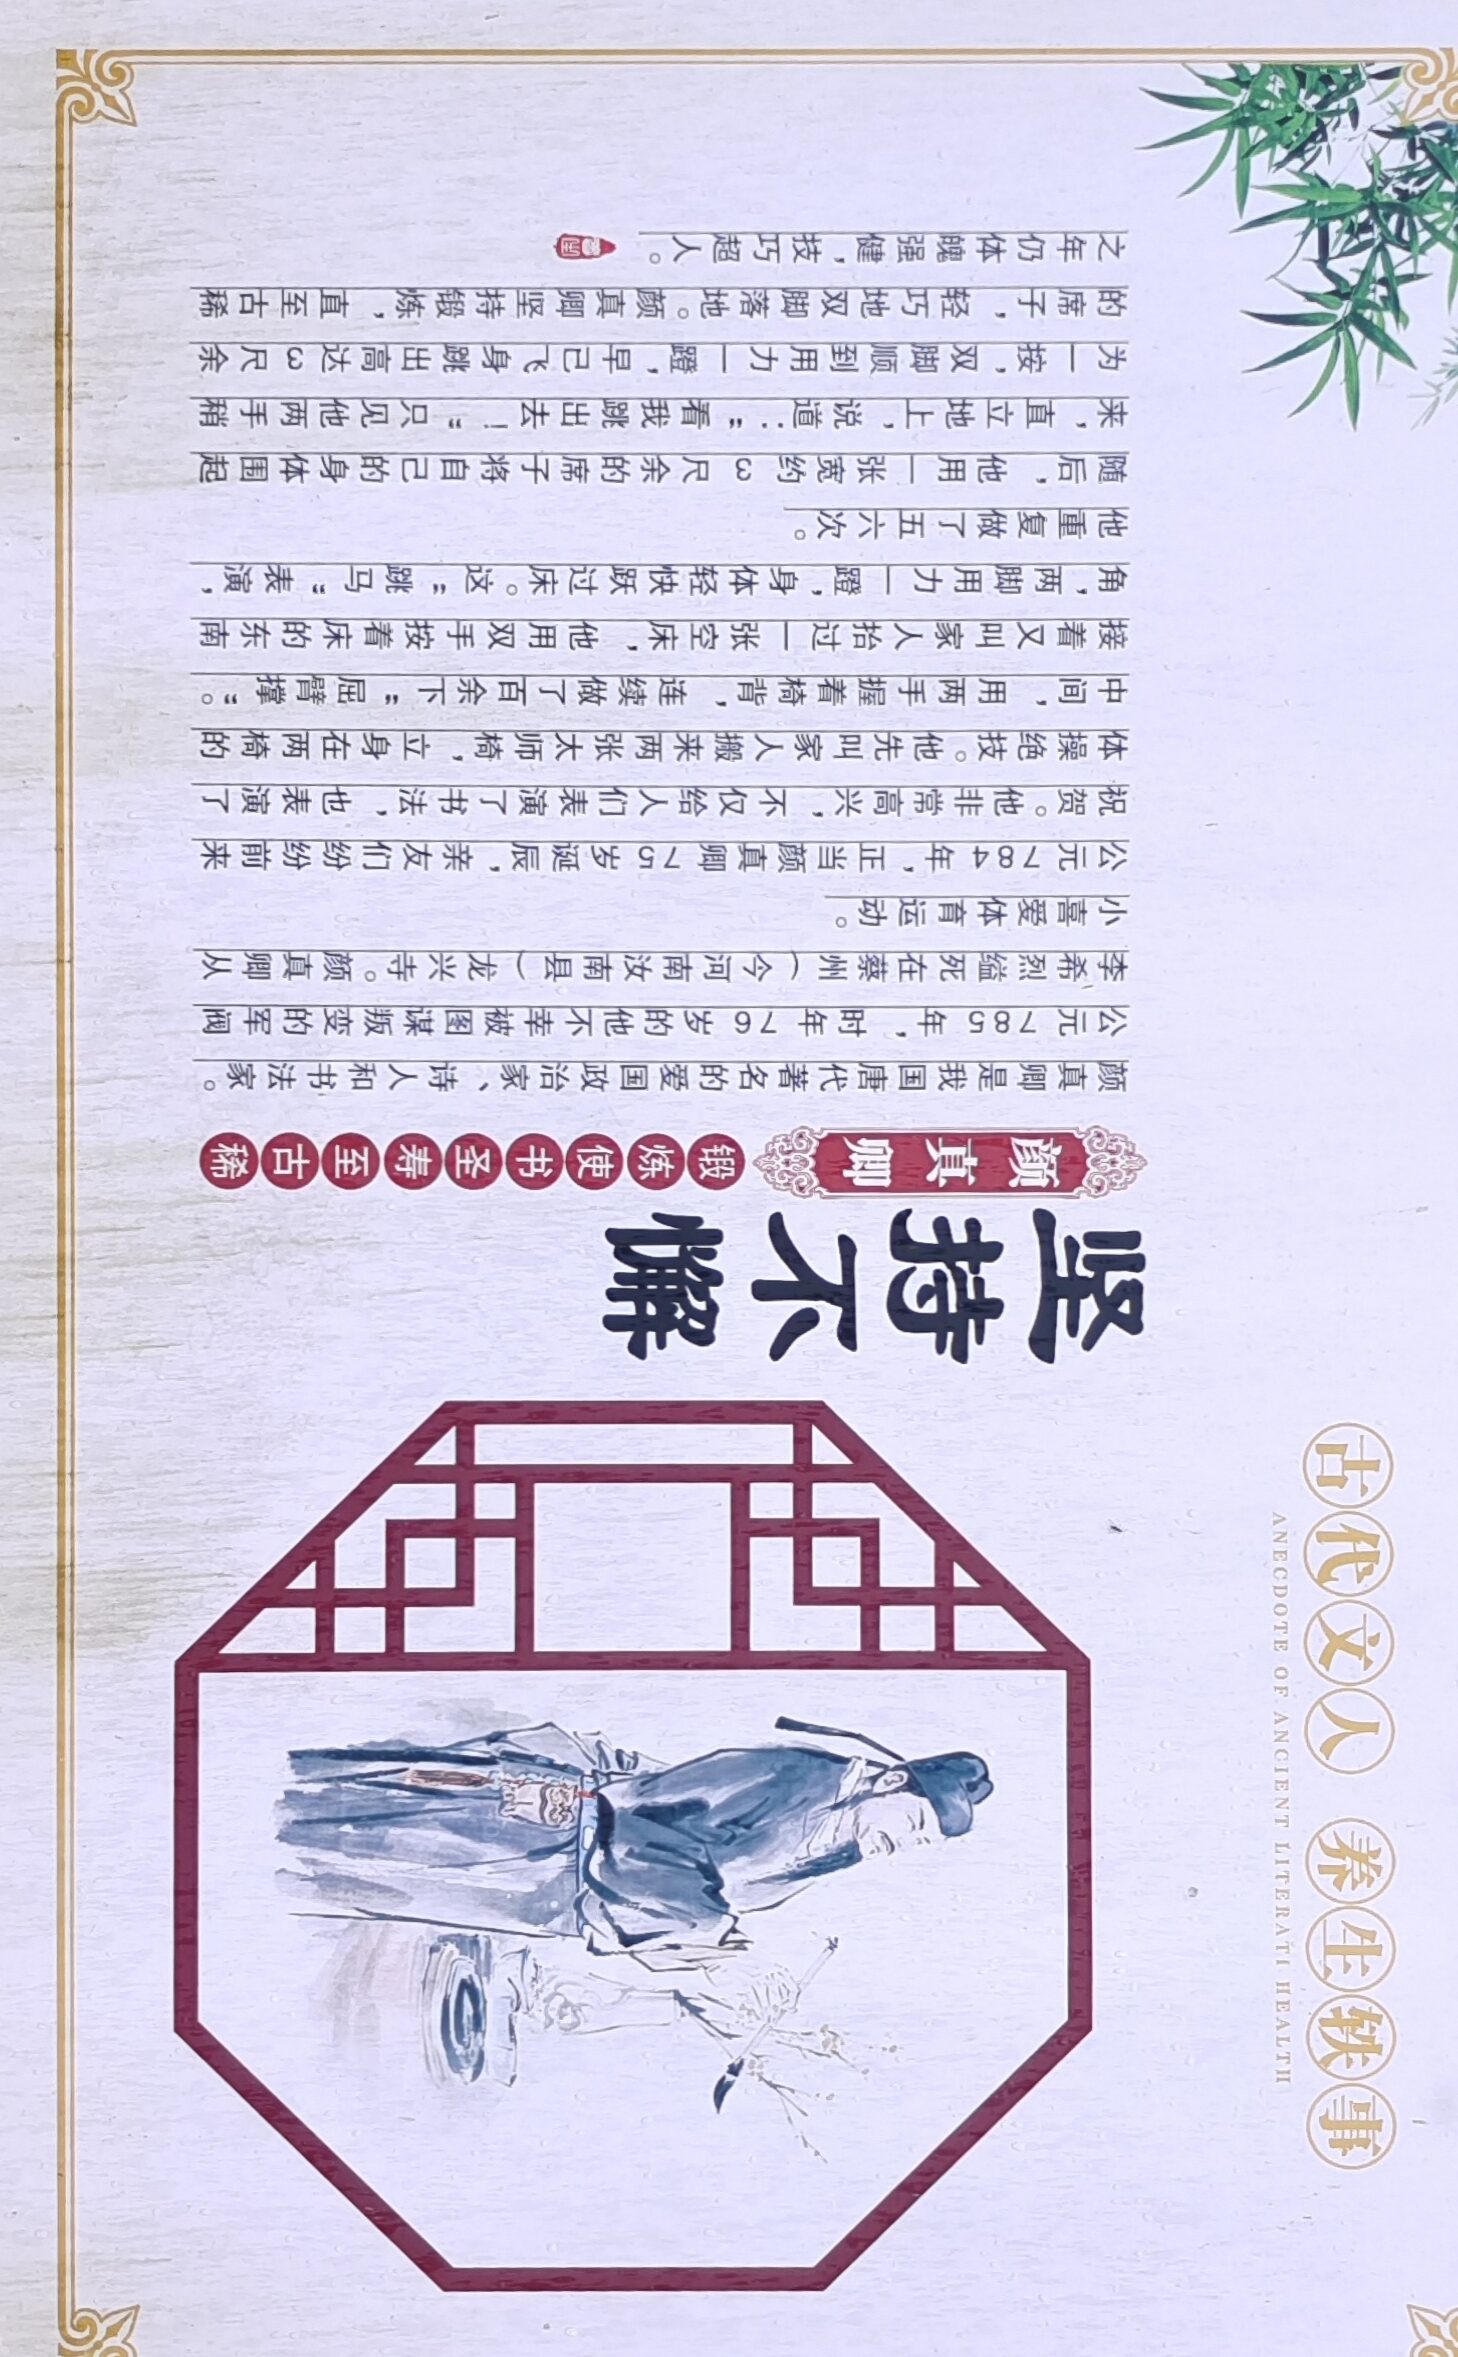 古代文人 养生轶事
ANECDOTE OF ANCIENT LITERATI HEALTH
坚持不懈
颜真卿 锻炼使书圣寿至古稀
颜真卿是我国唐代著名的爱国政治家、诗人和书法家。
公元785年，时年76岁的他不幸被图谋叛变的军阀
李希烈缢死在蔡州（今河南汝南县）龙兴寺。颜真卿从
小喜爱体育运动。
公元784年，正当颜真卿75岁诞辰，亲友们纷纷前来
祝贺。他非常高兴，不仅给人们表演了书法，也表演了
体操绝技。他先叫家人搬来两张太师椅，立身在两椅的
中间，用两手握着椅背，连续做了百余下“屈臂撑”。
接着又叫家人抬过一张空床，他用双手按着床的东南
角，两脚用力一蹬，身体轻快跃过床。这“跳马”表演，
他重复做了五六次。
随后，他用一张宽约3尺余的席子将自己的身体围起
来，直立地上，说道：“看我跳出去！”只见他两手稍
为一按，双脚顺到用力一蹬，早已飞身跳出高达3尺余
的席子，轻巧地双脚落地。颜真卿坚持锻炼，直至古稀
之年仍体魄强健，技巧超人。